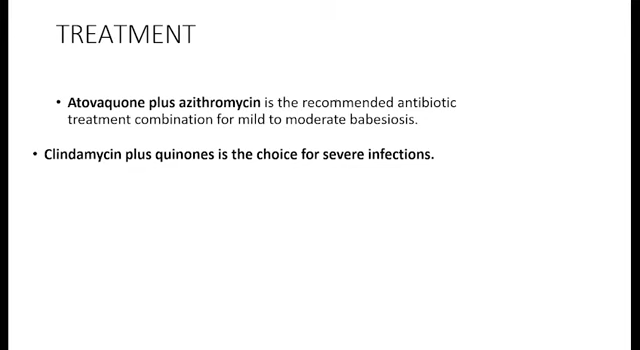 TREATMENT
• Atovaquone plus azithromycin is the recommended antibiotic
treatment combination for mild to moderate babesiosis.
• Clindamycin plus quinones is the choice for severe infections.